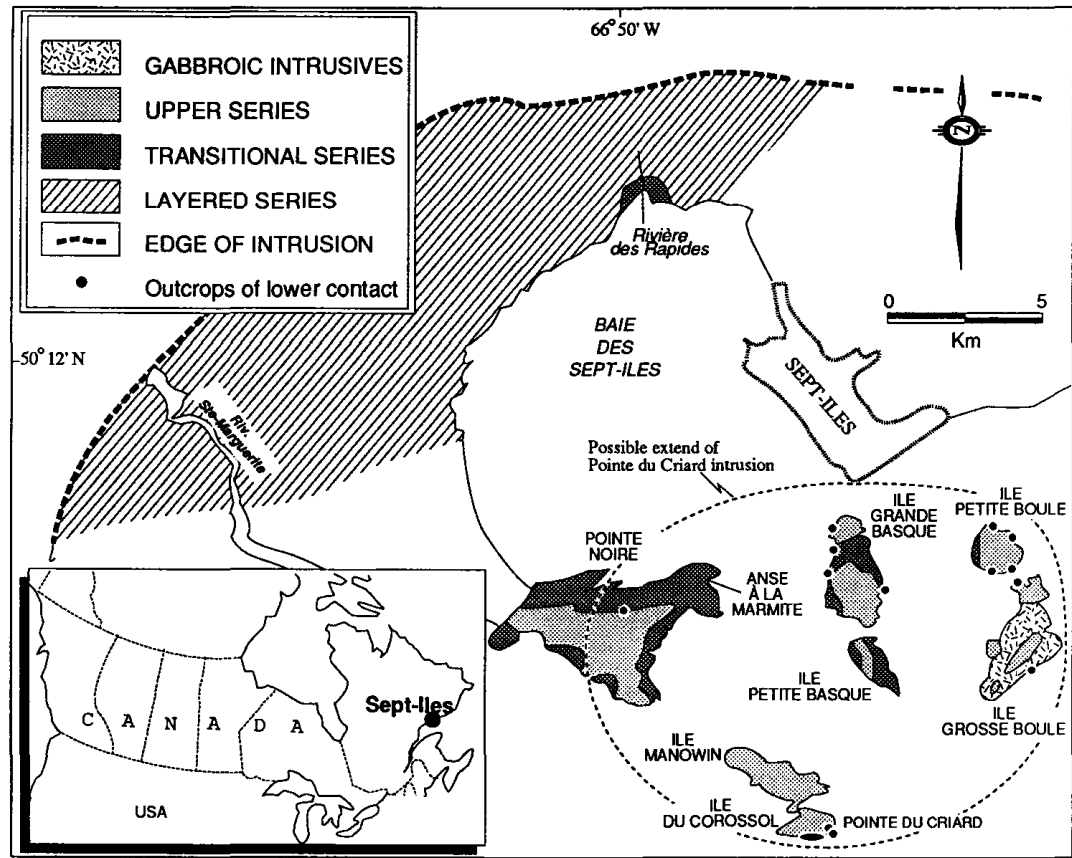 66° 50' W
GABBROIC INTRUSIVES
UPPER SERIES
TRANSITIONAL SERIES
LAYERED SERIES
EDGE OF INTRUSION
Outcrops of lower contact
N
0 5
Km
50° 12' N
Rivière
des Rapides
BAIE
DES
SEPT-ILES
SEPT-ILES
Riv.
Ste-Marguerite
Possible extend of
Pointe du Criard intrusion
ILE
GRANDE
BASQUE
ILE
PETITE BOULE
POINTE
NOIRE
ANSE
À LA
MARMITE
ILE
PETITE BASQUE
ILE
GROSSE BOULE
ILE
MANOWIN
ILE
DU COROSSOL
POINTE DU CRIARD
Sept-Iles
CANADA
USA